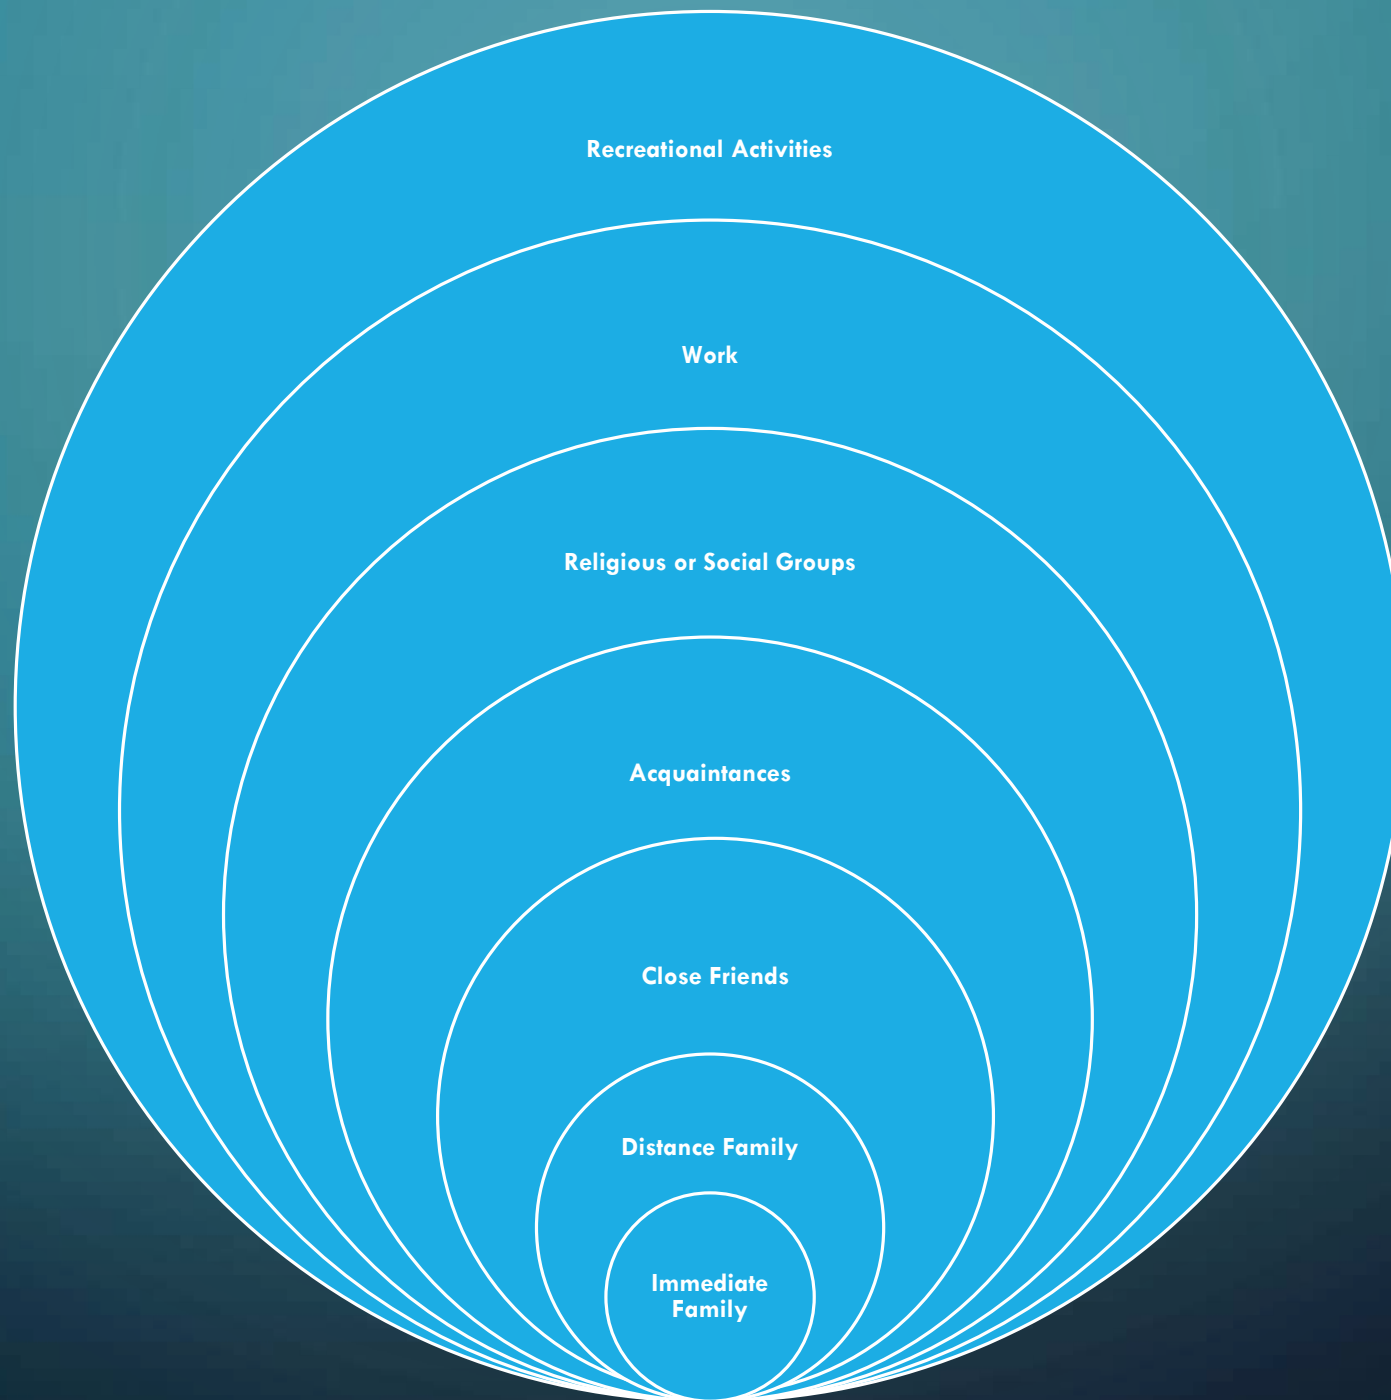 Recreational Activities
Work
Religious or Social Groups
Acquaintances
Close Friends
Distance Family
Immediate
Family